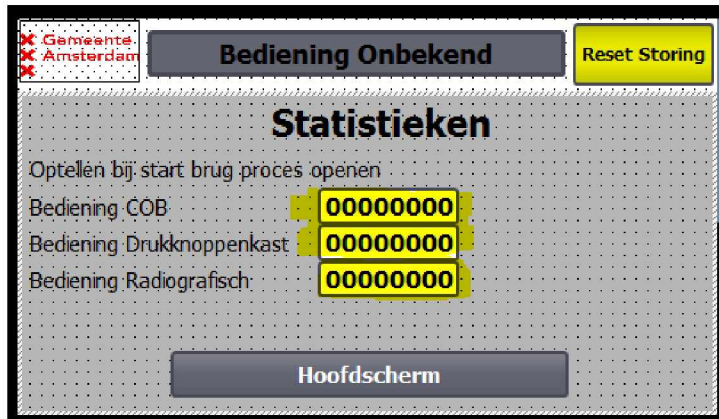 Gemeente
Amsterdam
Bediening Onbekend
Reset Storing
Statistieken
Optellen bij start brug proces openen
Bediening COB 00000000
Bediening Drukknoppenkast 00000000
Bediening Radiografisch 00000000
Hoofdscherm